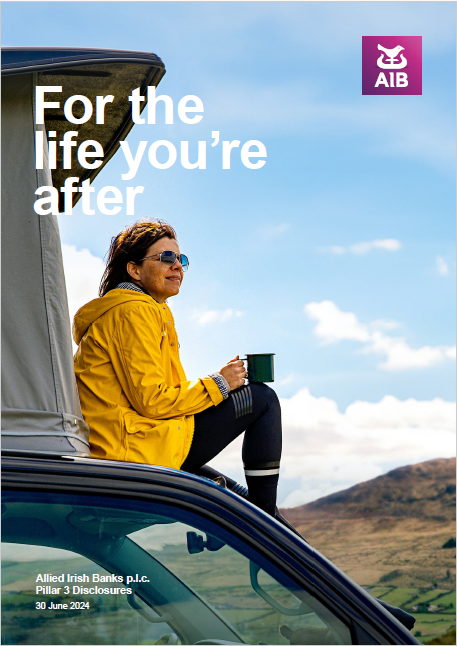 AIB
For the
life you're
after
Allied Irish Banks p.l.c.
Pillar 3 Disclosures
30 June 2024